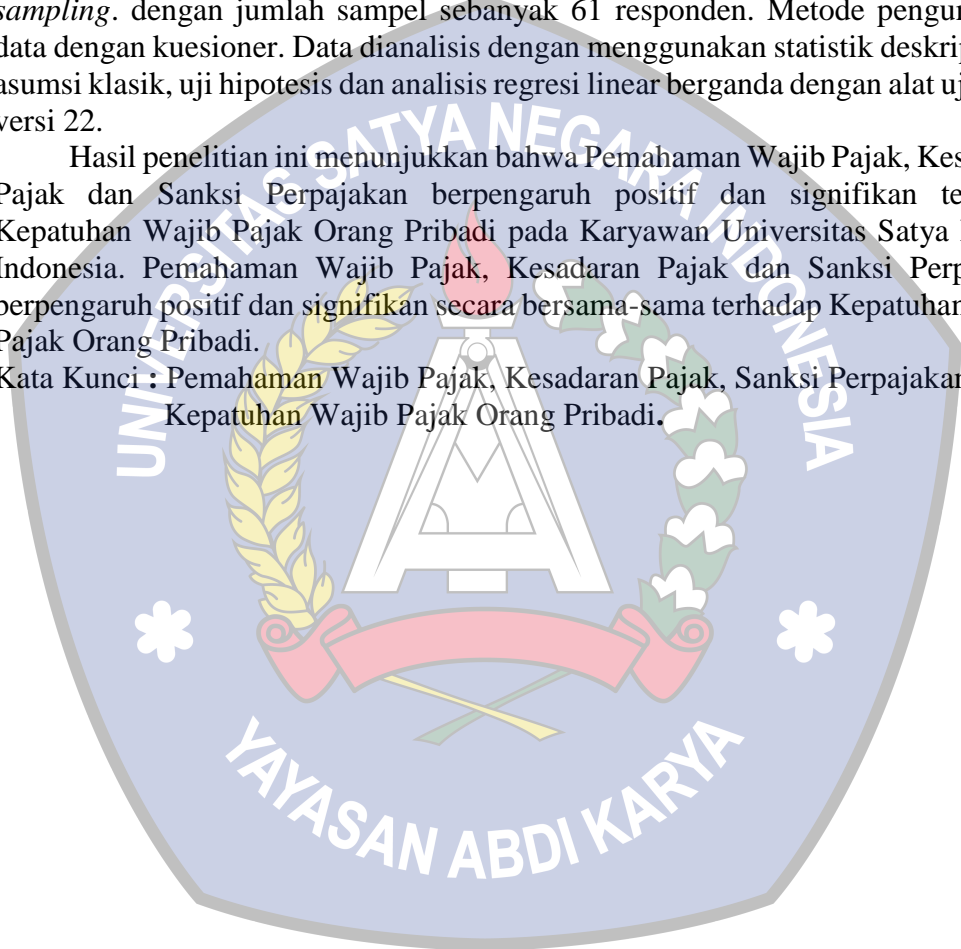 sampling. dengan jumlah sampel sebanyak 61 responden. Metode pengu
data dengan kuesioner. Data dianalisis dengan menggunakan statistik deskrip
asumsi klasik, uji hipotesis dan analisis regresi linear berganda dengan alat uj
versi 22.
Hasil penelitian ini menunjukkan bahwa Pemahaman Wajib Pajak, Kes
Pajak dan Sanksi Perpajakan berpengaruh positif dan signifikan te
Kepatuhan Wajib Pajak Orang Pribadi pada Karyawan Universitas Satya
Indonesia. Pemahaman Wajib Pajak, Kesadaran Pajak dan Sanksi Perp
berpengaruh positif dan signifikan secara bersama-sama terhadap Kepatuhan
Pajak Orang Pribadi.
Kata Kunci : Pemahaman Wajib Pajak, Kesadaran Pajak, Sanksi Perpajakan
Kepatuhan Wajib Pajak Orang Pribadi.
UNIVERSITAS SATYA NEGARA INDONESIA
YAYASAN ABDI KARYA